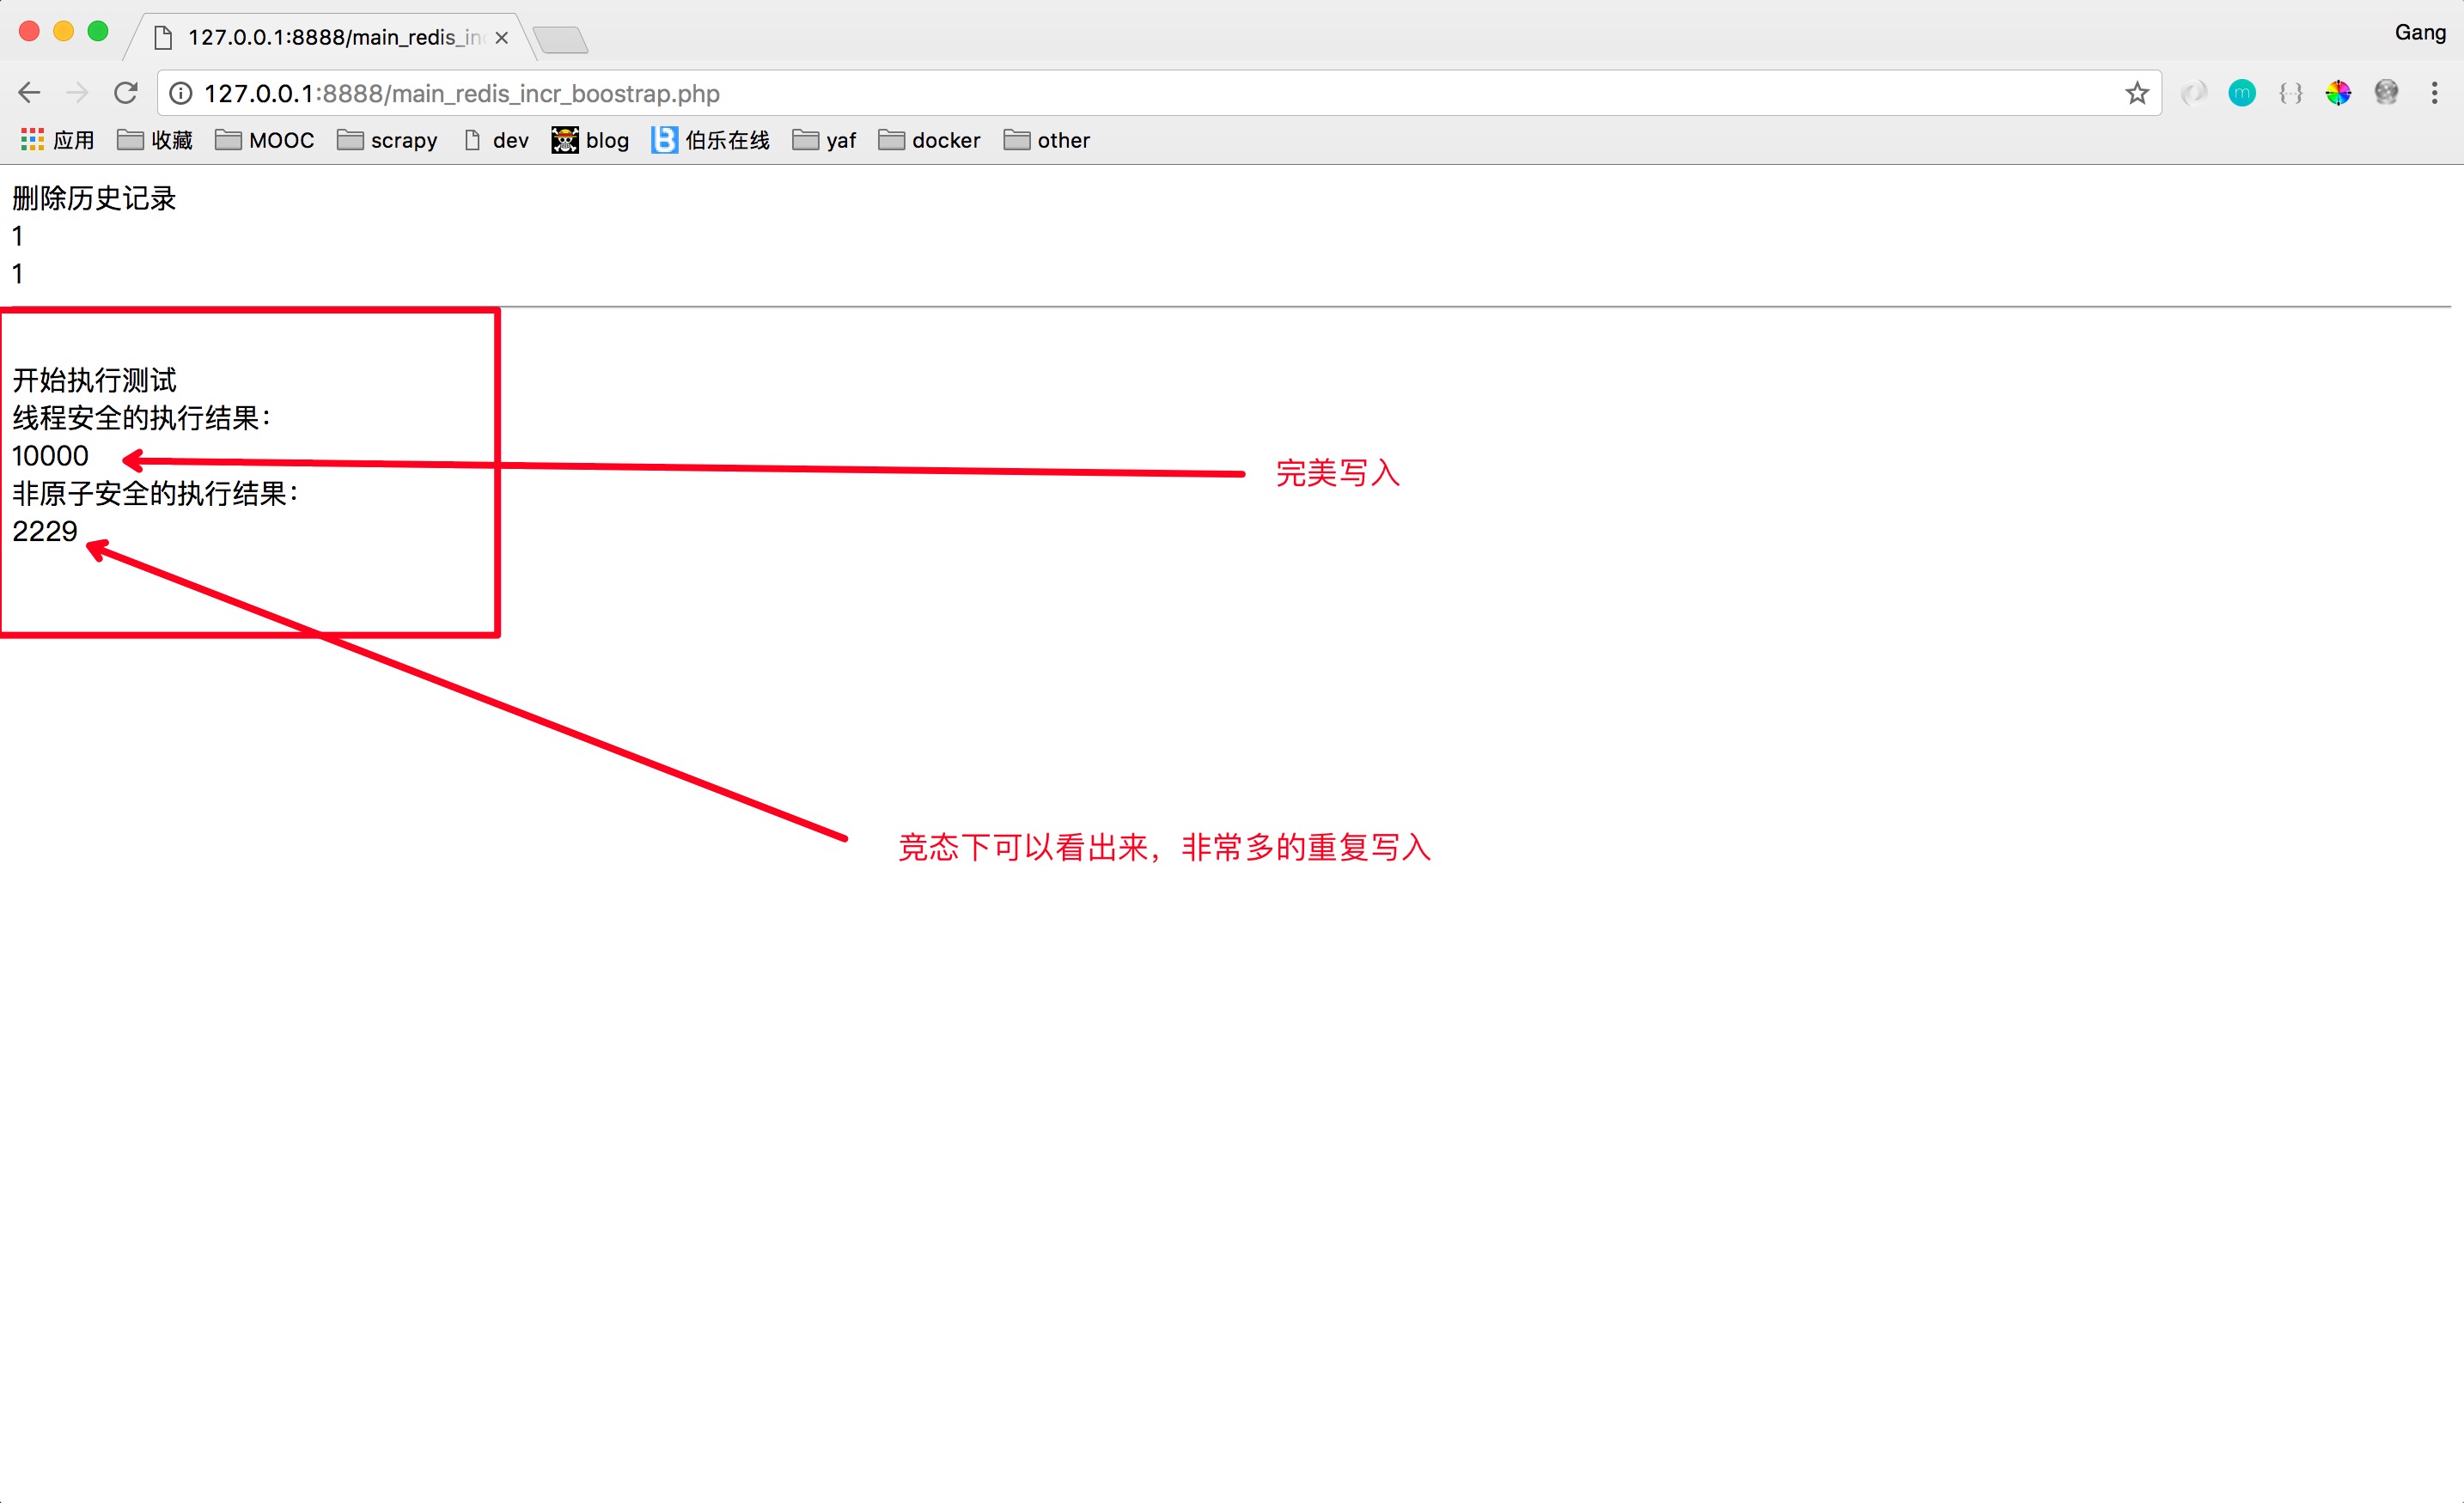 127.0.0.1:8888/main_redis_in
Gang
127.0.0.1:8888/main_redis_incr_boostrap.php
应用 收藏 MOOC scrapy dev blog 伯乐在线 yaf docker other
删除历史记录
1
1
开始执行测试
线程安全的执行结果：
10000
完美写入
非原子安全的执行结果：
2229
竞态下可以看出来，非常多的重复写入